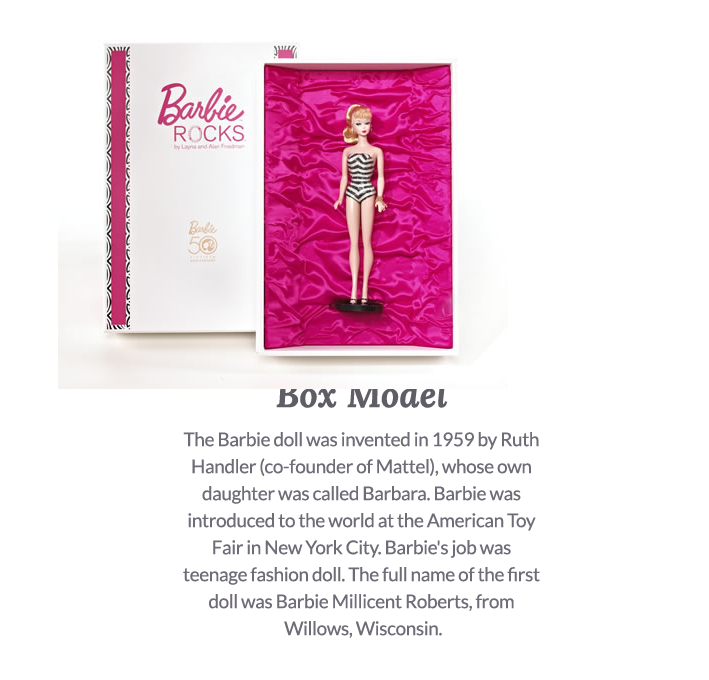 Barbie
ROCKS
by Layna and Alan Friedman
Barbie
50
Box Model
The Barbie doll was invented in 1959 by Ruth
Handler (co-founder of Mattel), whose own
daughter was called Barbara. Barbie was
introduced to the world at the American Toy
Fair in New York City. Barbie's job was
teenage fashion doll. The full name of the first
doll was Barbie Millicent Roberts, from
Willows, Wisconsin.